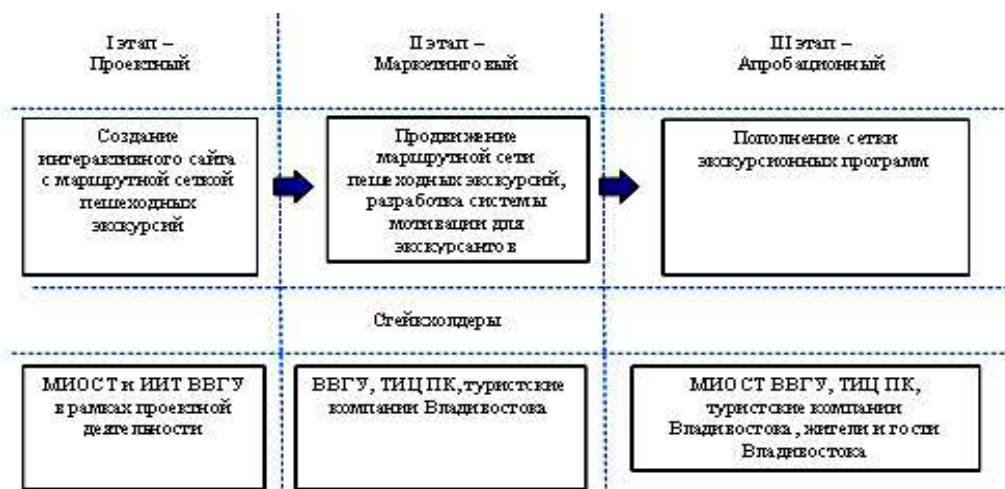 I этап –
Проектный
II этап –
Маркетинговый
III этап –
Апробационный
Создание
интерактивного сайта
с маршрутной сеткой
пешеходных
экскурсий
Продвижение
маршрутной сети
пешеходных экскурсий,
разработка системы
мотивации для
экскурсантов
Пополнение сетки
экскурсионных программ
Стейкхолдеры
МИОСТ и ИИТ ВВГУ
в рамках проектной
деятельности
ВВГУ, ТИЦ ПК, туристские
компании Владивостока
МИОСТ ВВГУ, ТИЦ ПК,
туристские компании
Владивостока, жители и гости
Владивостока